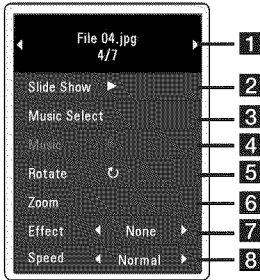 File 04.jpg 1
4/7
Slide Show 2
Music Select 3
Music 4
Rotate 5
Zoom 6
Effect None 7
Speed Normal 8